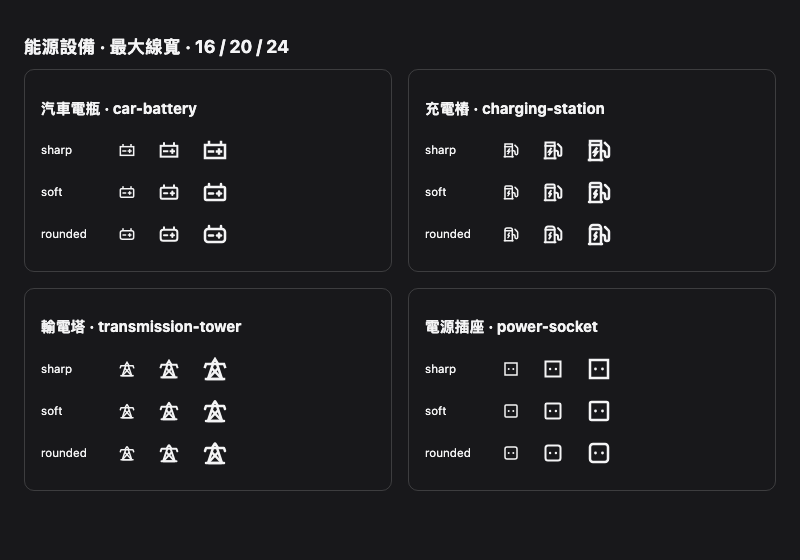 能源設備 · 最大線寬 · 16 / 20 / 24
汽車電瓶 · car-battery
sharp
soft
rounded
充電樁 · charging-station
sharp
soft
rounded
輸電塔 · transmission-tower
sharp
soft
rounded
電源插座 · power-socket
sharp
soft
rounded